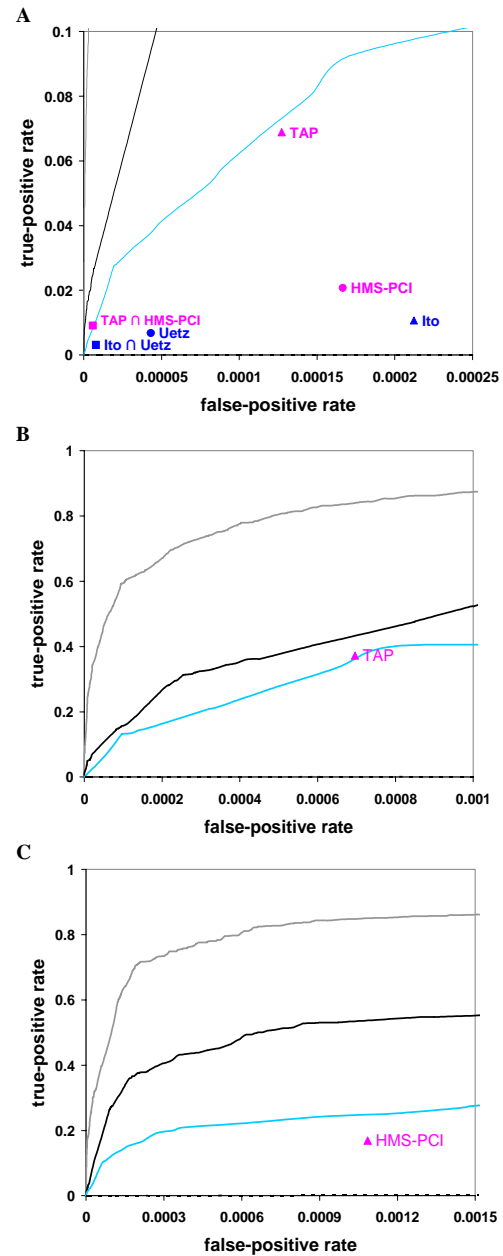 A
0.1
0.08
0.06
0.04
0.02
0
true-positive rate
TAP
HMS-PCI
Ito
TAP ∩ HMS-PCI
Uetz
Ito ∩ Uetz
0 0.00005 0.0001 0.00015 0.0002 0.00025
false-positive rate
B
1
0.8
0.6
0.4
0.2
0
true-positive rate
TAP
0 0.0002 0.0004 0.0006 0.0008 0.001
false-positive rate
C
1
0.8
0.6
0.4
0.2
0
true-positive rate
HMS-PCI
0 0.0003 0.0006 0.0009 0.0012 0.0015
false-positive rate